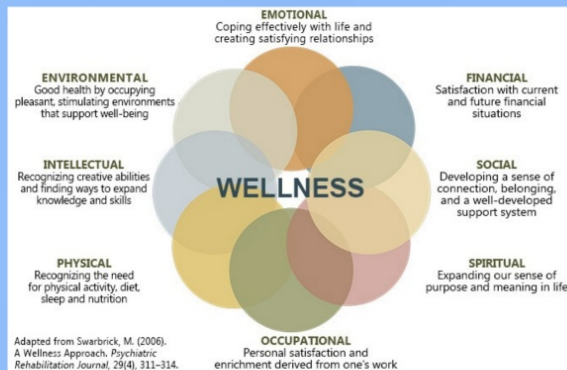 EMOTIONAL
Coping effectively with life and
creating satisfying relationships
ENVIRONMENTAL
Good health by occupying
pleasant, stimulating environments
that support well-being
FINANCIAL
Satisfaction with current
and future financial
situations
INTELLECTUAL
Recognizing creative abilities
and finding ways to expand
knowledge and skills
WELLNESS
SOCIAL
Developing a sense of
connection, belonging,
and a well-developed
support system
PHYSICAL
Recognizing the need
for physical activity, diet,
sleep and nutrition
SPIRITUAL
Expanding our sense of
purpose and meaning in life
OCCUPATIONAL
Personal satisfaction and
enrichment derived from one's work
Adapted from Swarbrick, M. (2006).
A Wellness Approach. Psychiatric
Rehabilitation Journal, 29(4), 311–314.